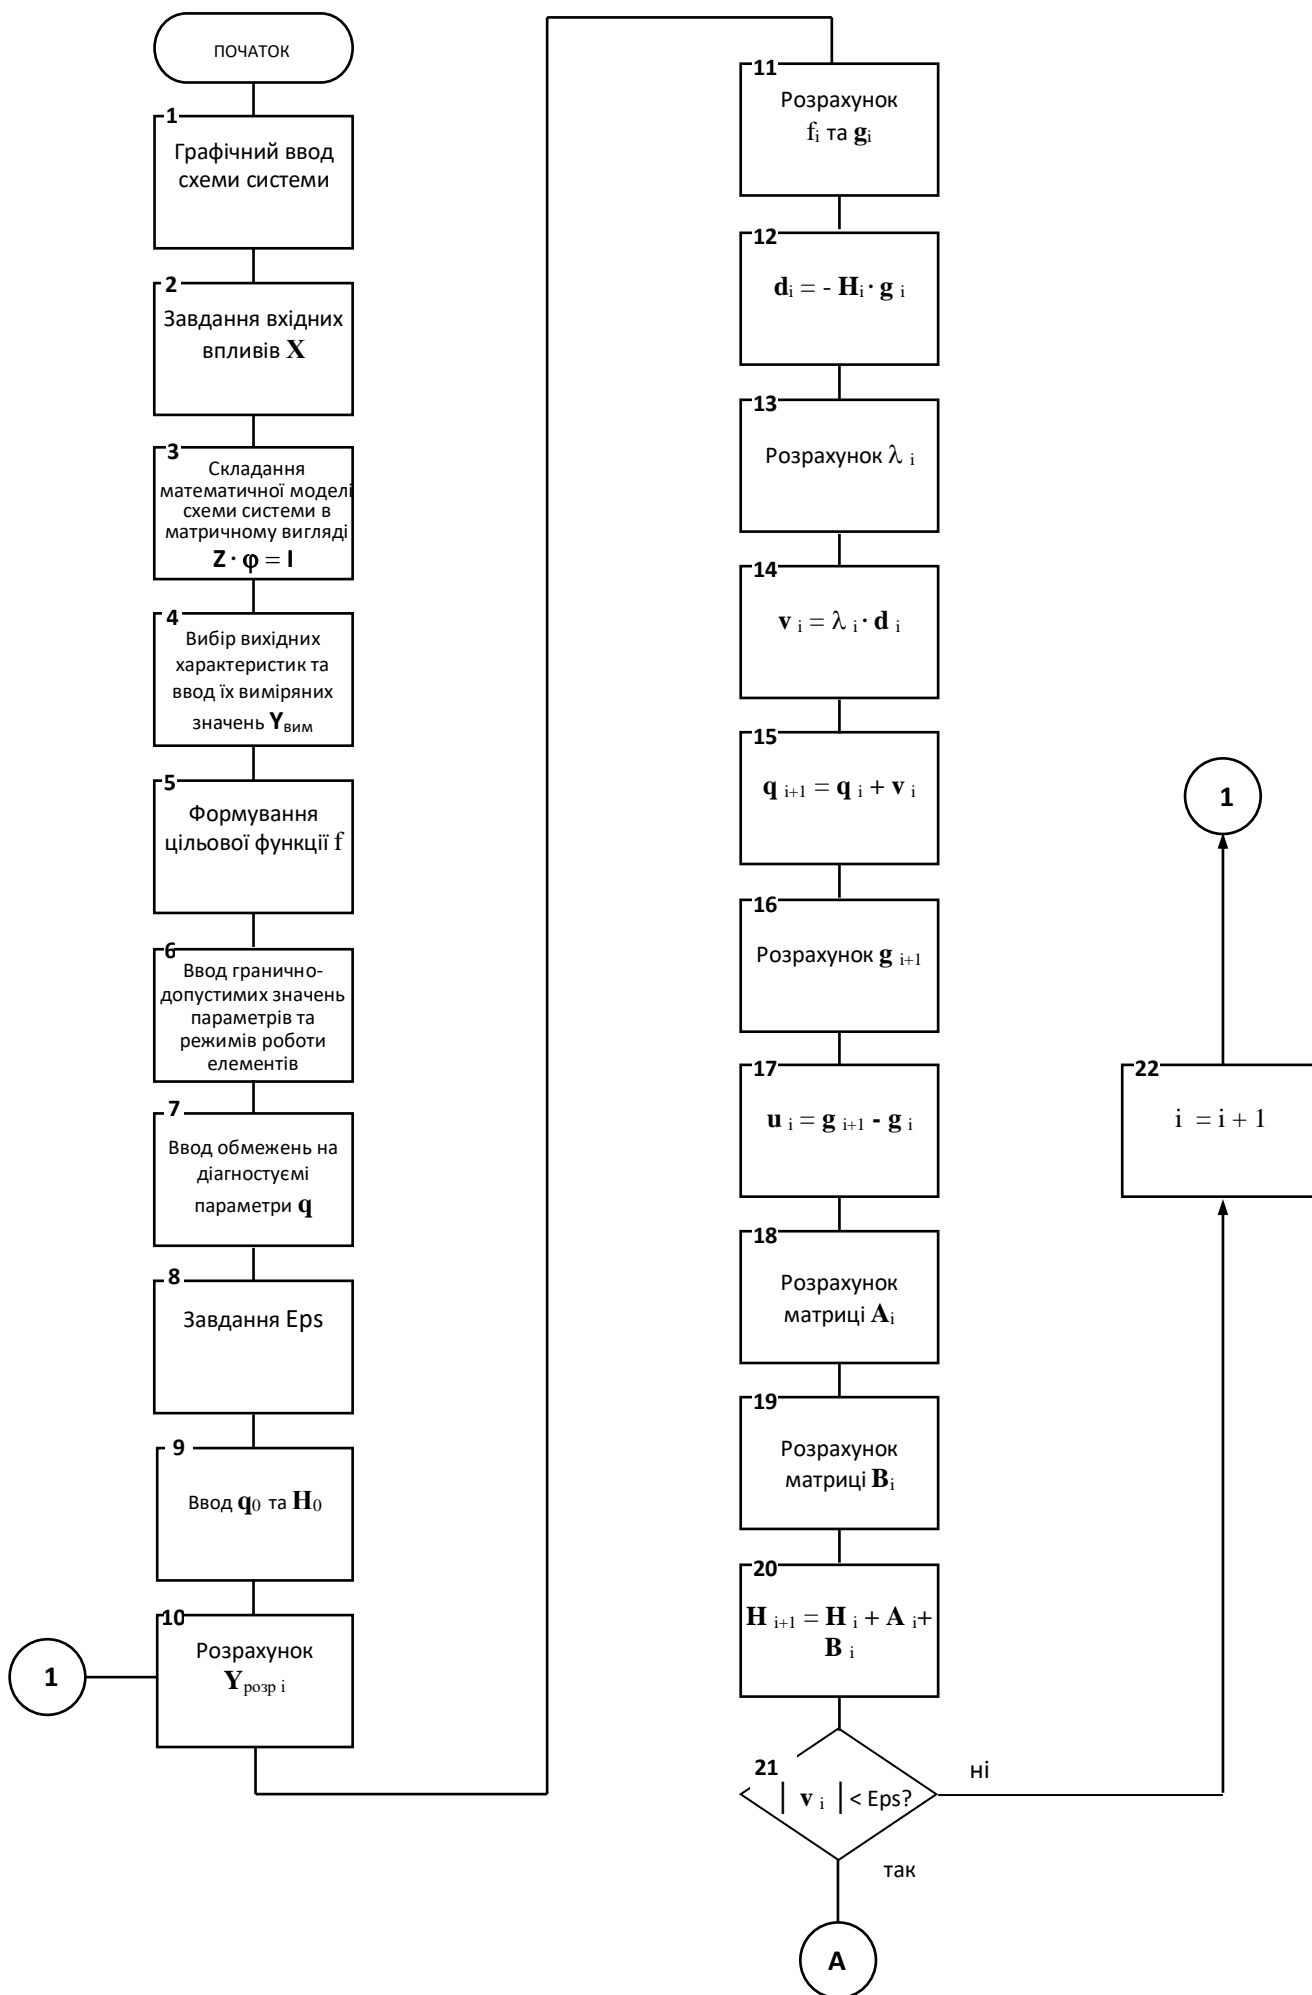 ПОЧАТОК
1
Графічний ввод
схеми системи
2
Завдання вхідних
впливів X
3
Складання
математичної моделі
схеми системи в
матричному вигляді
Z · φ = I
4
Вибір вихідних
характеристик та
ввод їх виміряних
значень Yвим
5
Формування
цільової функції f
6
Ввод гранично-
допустимих значень
параметрів та
режимів роботи
елементів
7
Ввод обмежень на
діагностуємі
параметри q
8
Завдання Eps
9
Ввод q0 та H0
10
Розрахунок
Yрозр i
1
11
Розрахунок
fi та gi
12
di = - Hi · g i
13
Розрахунок λ i
14
v i = λ i · d i
15
q i+1 = q i + v i
16
Розрахунок g i+1
17
u i = g i+1 - g i
18
Розрахунок
матриці Ai
19
Розрахунок
матриці Bi
20
H i+1 = H i + A i+
B i
21
| v i | < Eps?
ні
так
A
22
i = i + 1
1